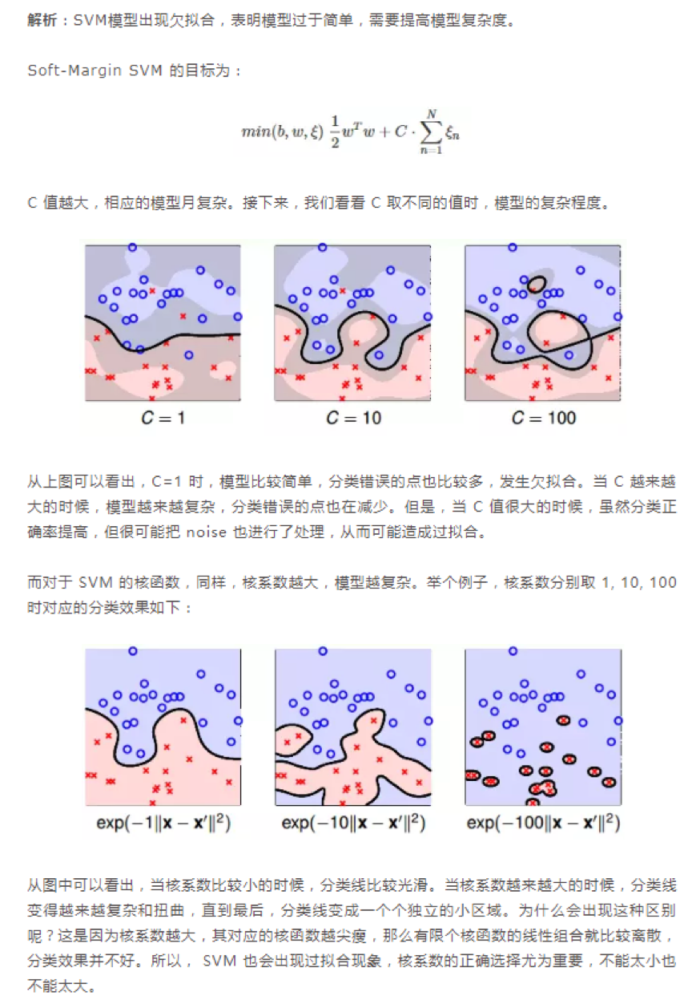 解析：SVM模型出现欠拟合，表明模型过于简单，需要提高模型复杂度。
Soft-Margin SVM 的目标为：
min(b, w, ξ) \frac{1}{2} w^T w + C · \sum_{n=1}^{N} ξ_n
C 值越大，相应的模型月复杂。接下来，我们看看 C 取不同的值时，模型的复杂程度。
C = 1 C = 10 C = 100
从上图可以看出，C=1 时，模型比较简单，分类错误的点也比较多，发生欠拟合。当 C 越来越
大的时候，模型越来越复杂，分类错误的点也在减少。但是，当 C 值很大的时候，虽然分类正
确率提高，但很可能把 noise 也进行了处理，从而可能造成过拟合。
而对于 SVM 的核函数，同样，核系数越大，模型越复杂。举个例子，核系数分别取 1, 10, 100
时对应的分类效果如下：
exp(−1||x − x′||²) exp(−10||x − x′||²) exp(−100||x − x′||²)
从图中可以看出，当核系数比较小的时候，分类线比较光滑。当核系数越来越大的时候，分类线
变得越来越复杂和扭曲，直到最后，分类线变成一个个独立的小区域。为什么会出现这种区别
呢？这是因为核系数越大，其对应的核函数越尖瘦，那么有限个核函数的线性组合就比较离散，
分类效果并不好。所以， SVM 也会出现过拟合现象，核系数的正确选择尤为重要，不能太小也
不能太大。